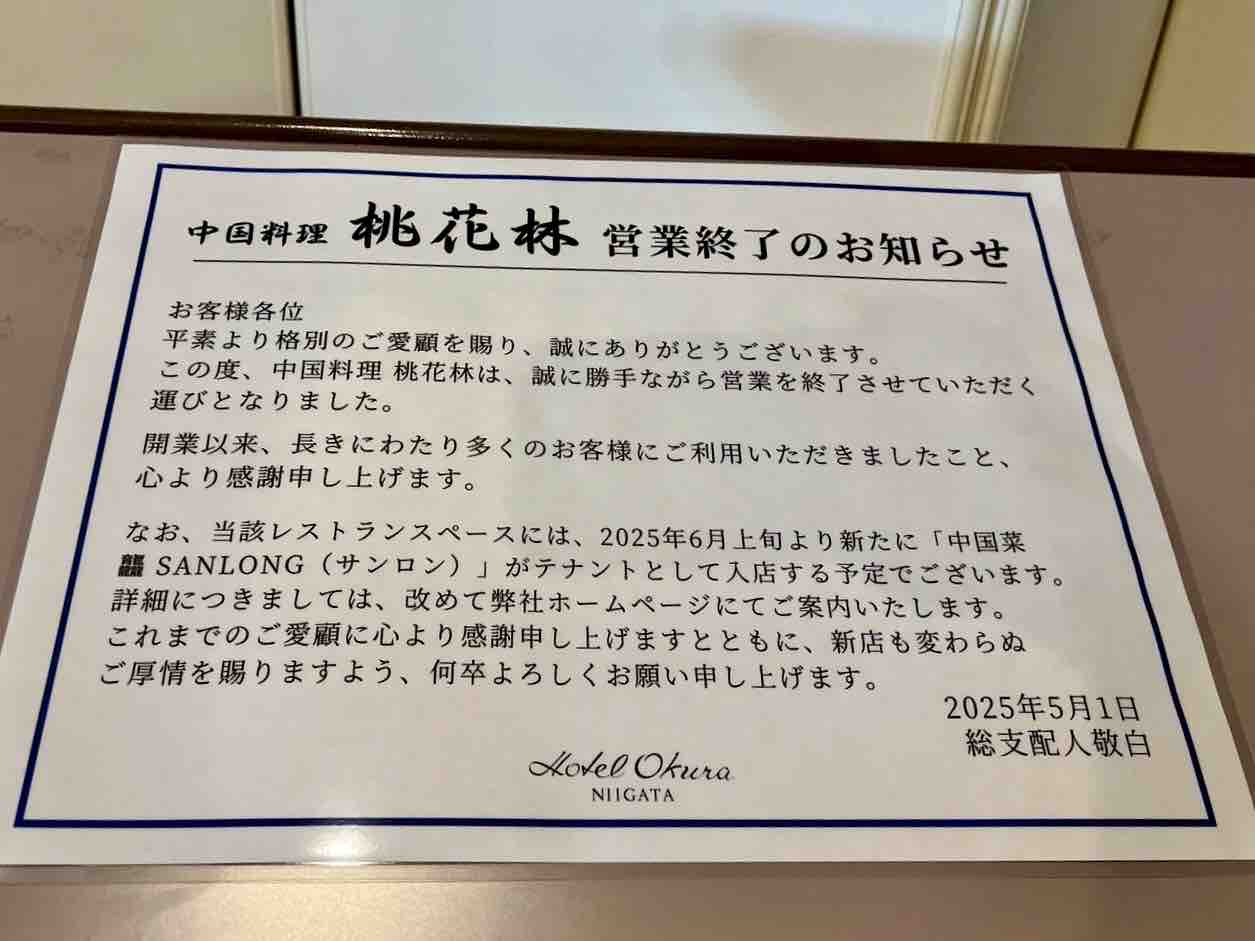 中国料理 桃花林 営業終了のお知らせ
お客様各位
平素より格別のご愛顧を賜り、誠にありがとうございます。
この度、中国料理 桃花林は、誠に勝手ながら営業を終了させていただく
運びとなりました。
開業以来、長きにわたり多くのお客様にご利用いただきましたこと、
心より感謝申し上げます。
なお、当該レストランスペースには、2025年6月上旬より新たに「中国菜
SANLONG（サンロン）」がテナントとして入店する予定でございます。
詳細につきましては、改めて弊社ホームページにてご案内いたします。
これまでのご愛顧に心より感謝申し上げますとともに、新店も変わらぬ
ご厚情を賜りますよう、何卒よろしくお願い申し上げます。
2025年5月1日
総支配人敬白
Hotel Okura
NIIGATA